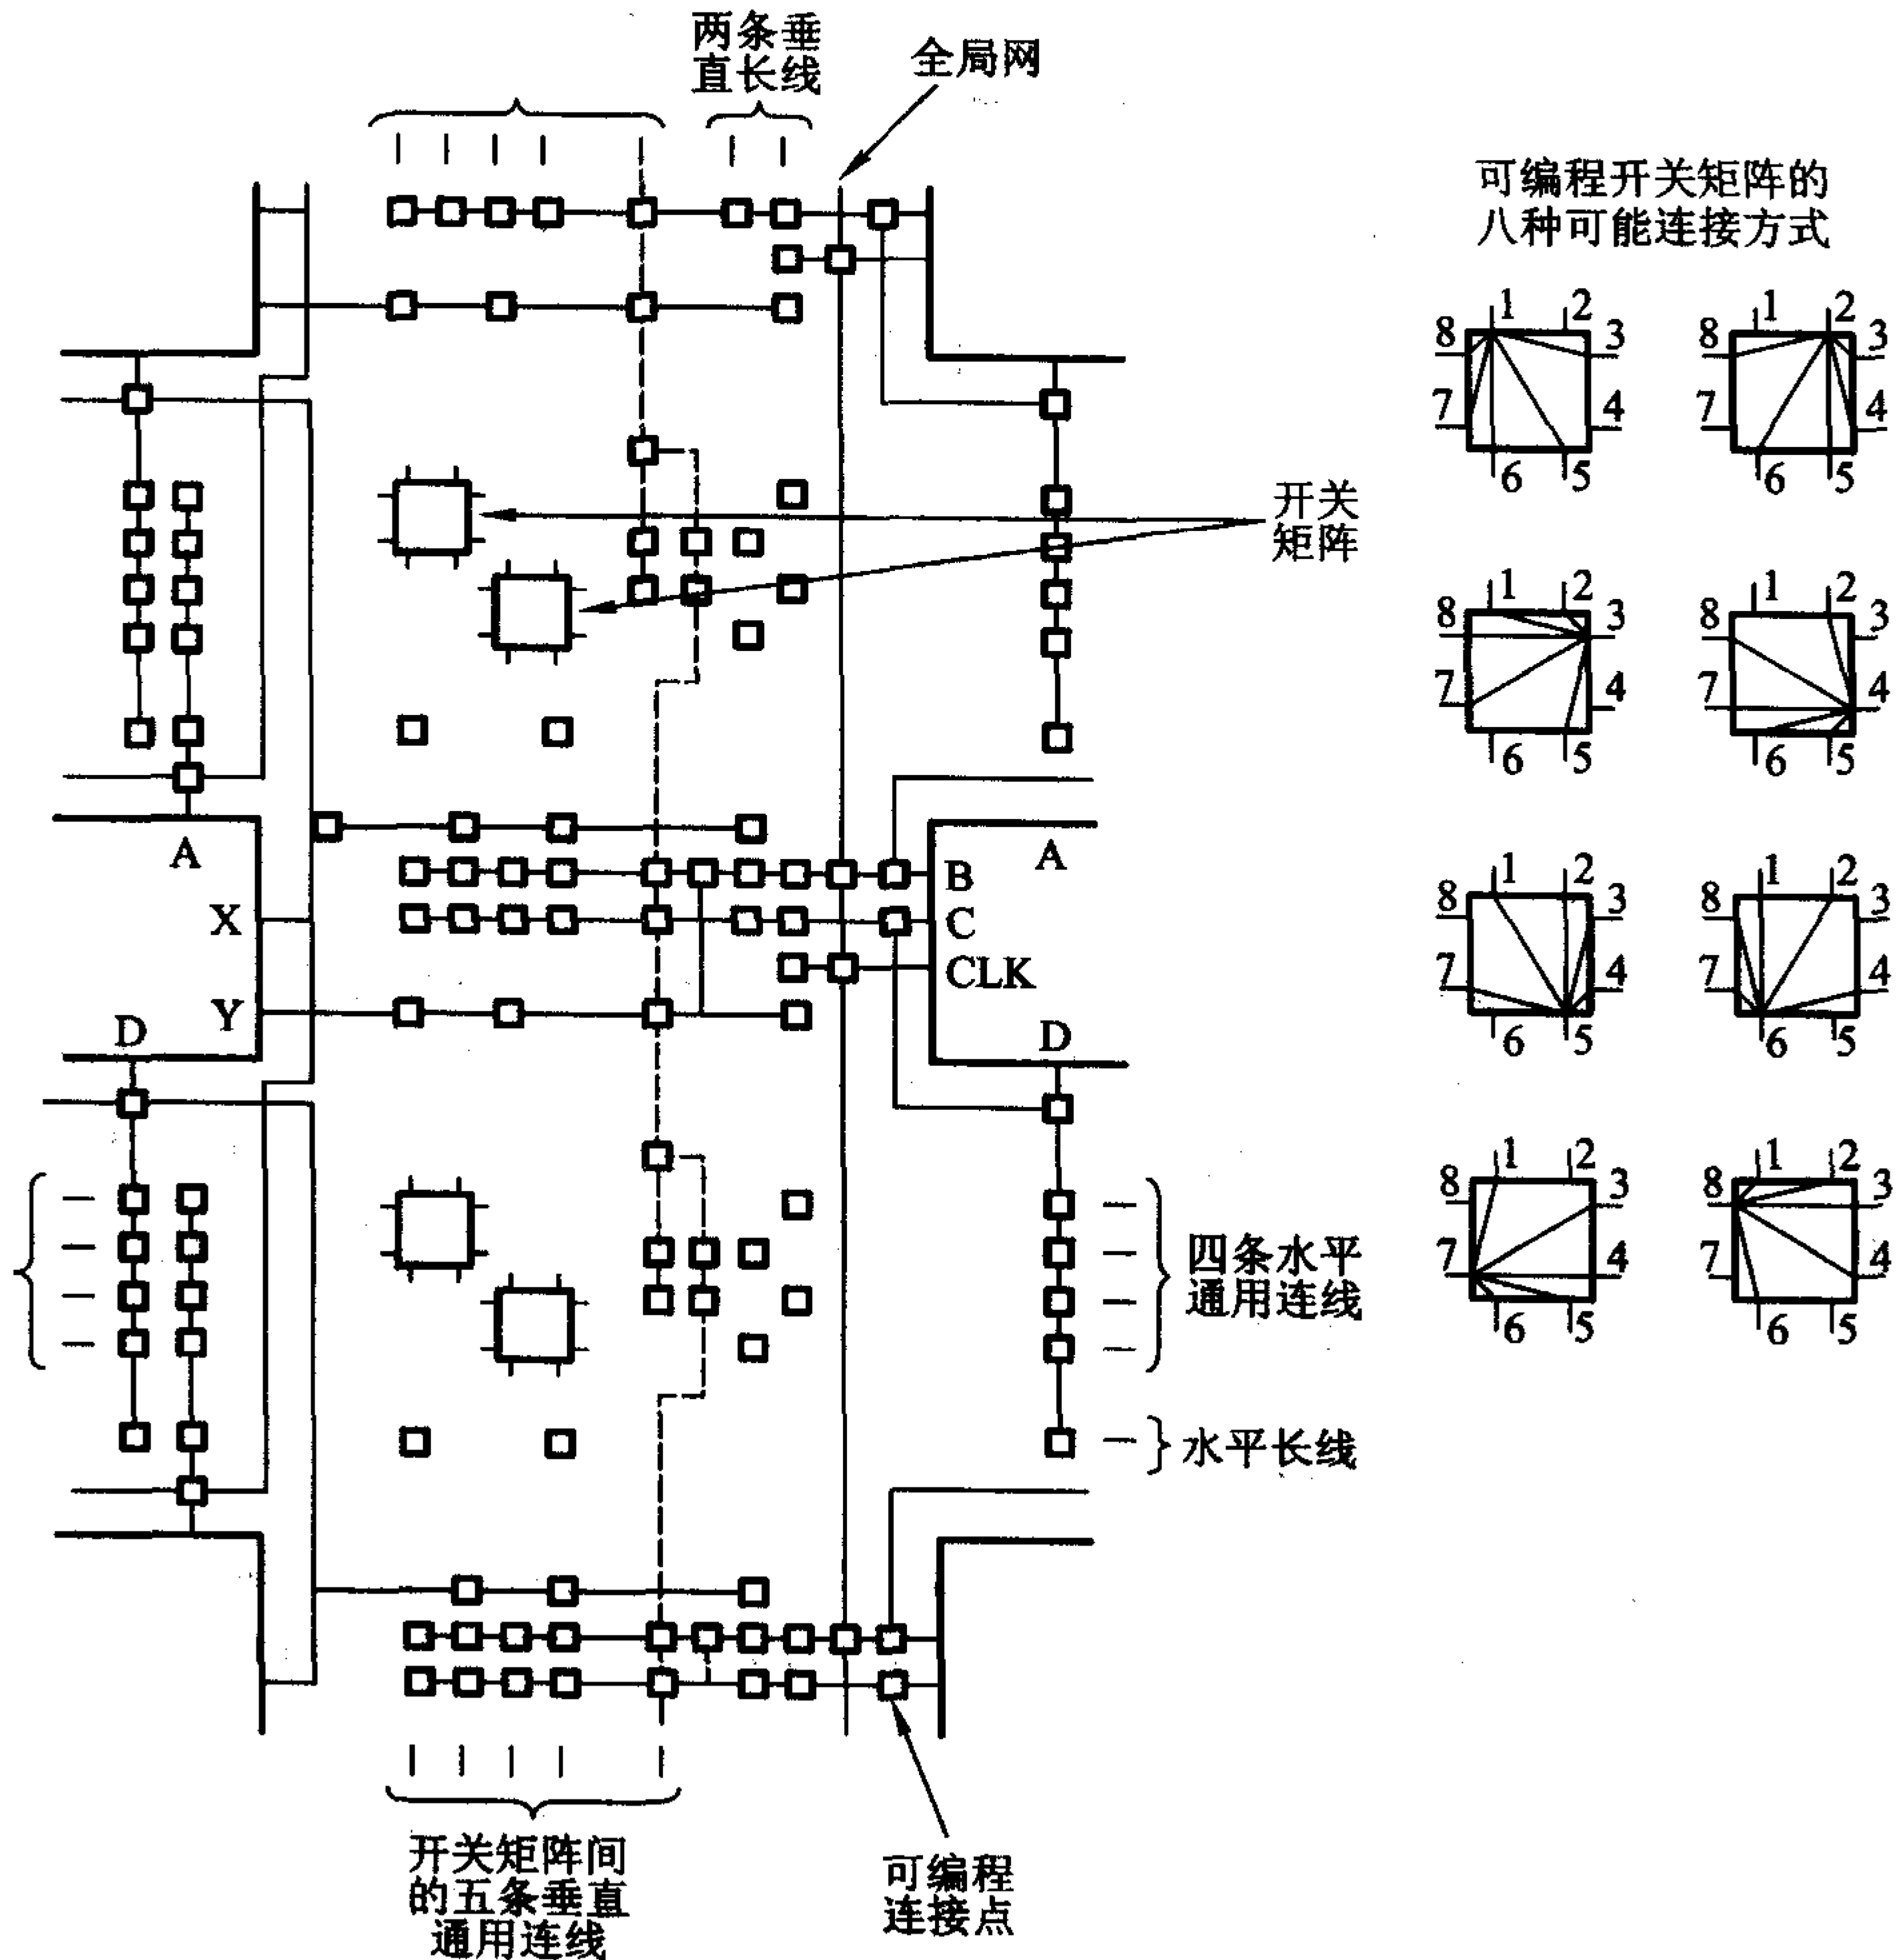 两条垂
直长线
全局网
可编程开关矩阵的
八种可能连接方式
1 2
8 3
7 4
6 5
1 2
8 3
7 4
6 5
开关
矩阵
1 2
8 3
7 4
6 5
1 2
8 3
7 4
6 5
A
A
B
X
C
CLK
Y
D
D
1 2
8 3
7 4
6 5
1 2
8 3
7 4
6 5
四条水平
通用连线
1 2
8 3
7 4
6 5
1 2
8 3
7 4
6 5
水平长线
开关矩阵间
的五条垂直
通用连线
可编程
连接点